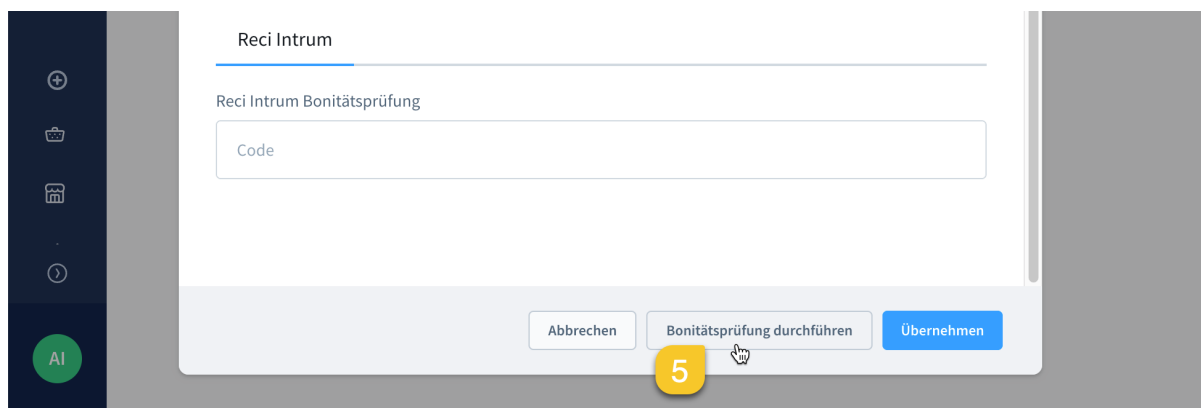 Reci Intrum
Reci Intrum Bonitätsprüfung
Code
Abbrechen
Bonitätsprüfung durchführen
Übernehmen
AI
5